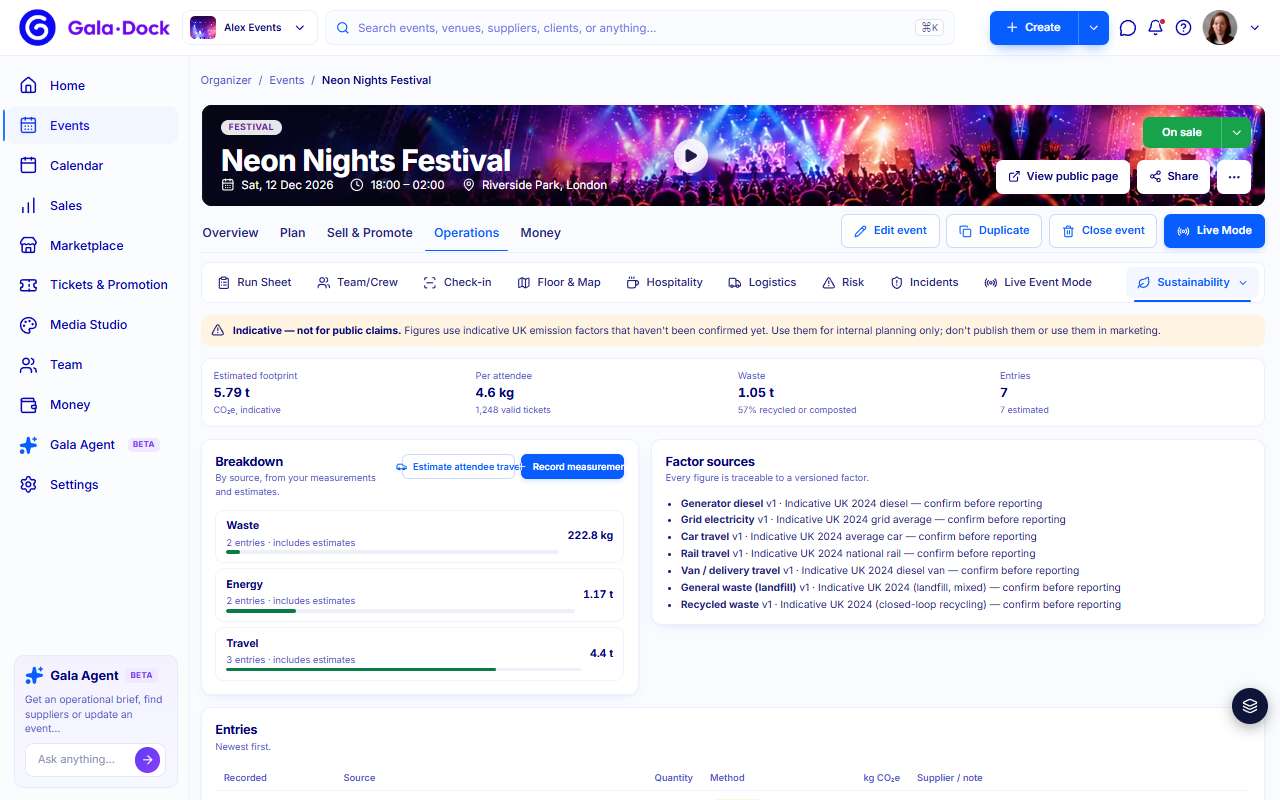 Gala·Dock
Alex Events
Search events, venues, suppliers, clients, or anything...
⌘K
+ Create
Home
Events
Calendar
Sales
Marketplace
Tickets & Promotion
Media Studio
Team
Money
Gala Agent BETA
Settings
Gala Agent BETA
Get an operational brief, find
suppliers or update an
event...
Ask anything...
Organizer / Events / Neon Nights Festival
FESTIVAL
Neon Nights Festival
Sat, 12 Dec 2026 18:00 – 02:00 Riverside Park, London
On sale
View public page
Share
Overview Plan Sell & Promote Operations Money
Edit event Duplicate Close event Live Mode
Run Sheet Team/Crew Check-in Floor & Map Hospitality Logistics Risk Incidents Live Event Mode Sustainability
Indicative — not for public claims. Figures use indicative UK emission factors that haven't been confirmed yet. Use them for internal planning only; don't publish them or use them in marketing.
Estimated footprint
5.79 t
CO₂e, indicative
Per attendee
4.6 kg
1,248 valid tickets
Waste
1.05 t
57% recycled or composted
Entries
7
7 estimated
Breakdown
By source, from your measurements
and estimates.
Estimate attendee trave
Record measuremen
Waste
2 entries · includes estimates
222.8 kg
Energy
2 entries · includes estimates
1.17 t
Travel
3 entries · includes estimates
4.4 t
Factor sources
Every figure is traceable to a versioned factor.
• Generator diesel v1 · Indicative UK 2024 diesel — confirm before reporting
• Grid electricity v1 · Indicative UK 2024 grid average — confirm before reporting
• Car travel v1 · Indicative UK 2024 average car — confirm before reporting
• Rail travel v1 · Indicative UK 2024 national rail — confirm before reporting
• Van / delivery travel v1 · Indicative UK 2024 diesel van — confirm before reporting
• General waste (landfill) v1 · Indicative UK 2024 (landfill, mixed) — confirm before reporting
• Recycled waste v1 · Indicative UK 2024 (closed-loop recycling) — confirm before reporting
Entries
Newest first.
Recorded Source Quantity Method kg CO₂e Supplier / note